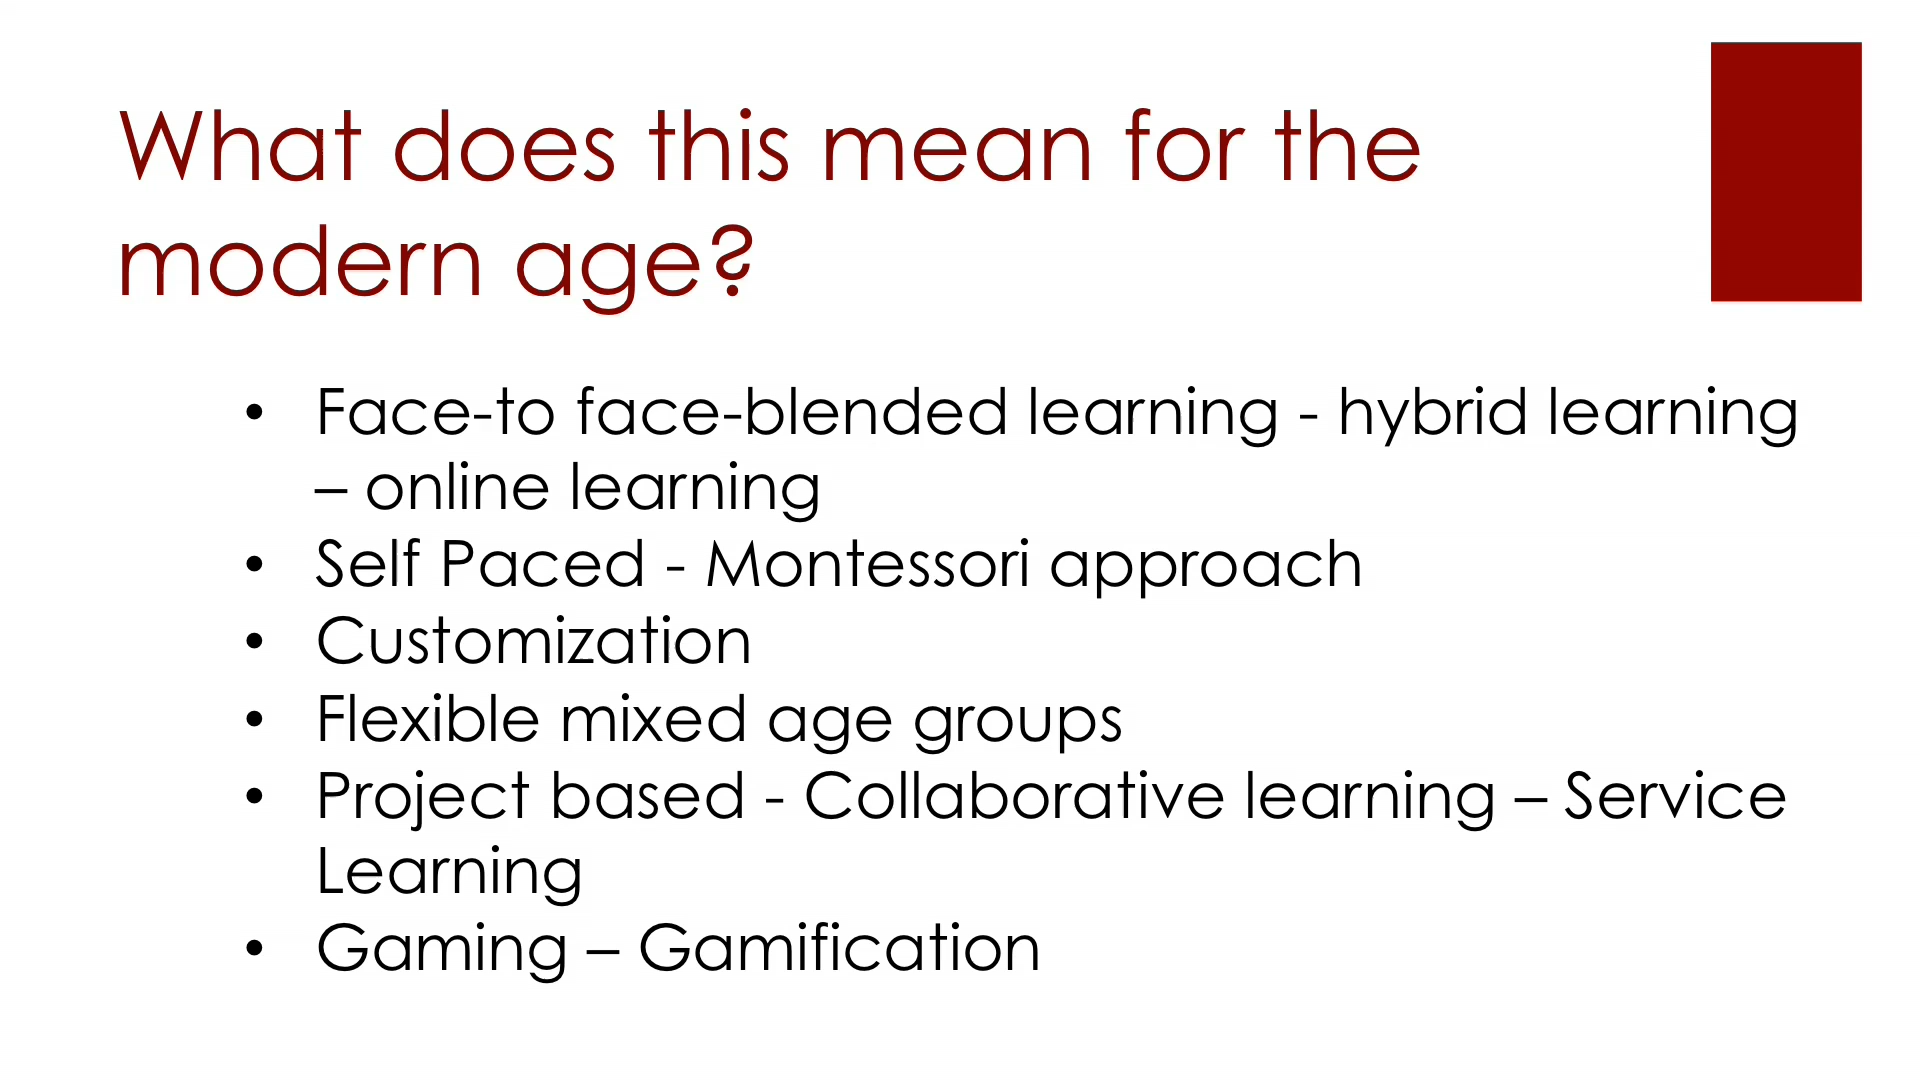 What does this mean for the
modern age?
• Face-to face-blended learning - hybrid learning
– online learning
• Self Paced - Montessori approach
• Customization
• Flexible mixed age groups
• Project based - Collaborative learning – Service
Learning
• Gaming – Gamification